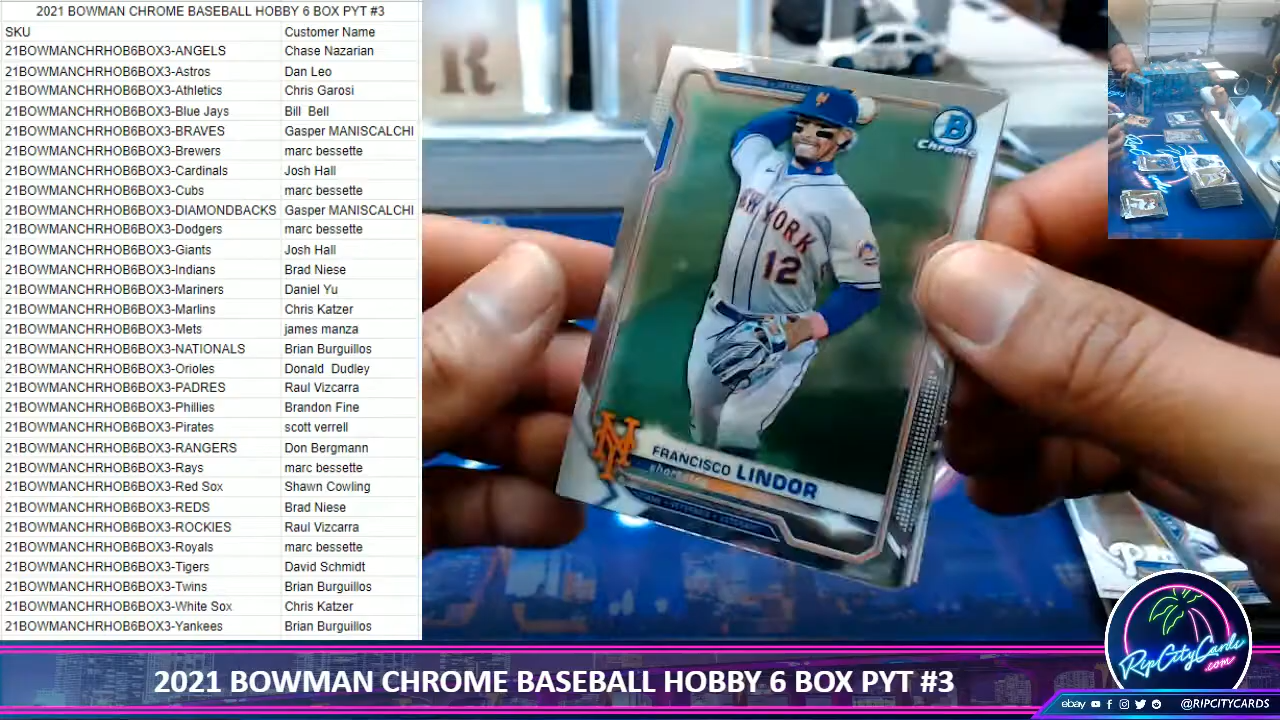 2021 BOWMAN CHROME BASEBALL HOBBY 6 BOX PYT #3
SKU Customer Name
21BOWMANCHRHOB6BOX3-ANGELS Chase Nazarian
21BOWMANCHRHOB6BOX3-Astros Dan Leo
21BOWMANCHRHOB6BOX3-Athletics Chris Garosi
21BOWMANCHRHOB6BOX3-Blue Jays Bill Bell
21BOWMANCHRHOB6BOX3-BRAVES Gasper MANISCALCHI
21BOWMANCHRHOB6BOX3-Brewers marc bessette
21BOWMANCHRHOB6BOX3-Cardinals Josh Hall
21BOWMANCHRHOB6BOX3-Cubs marc bessette
21BOWMANCHRHOB6BOX3-DIAMONDBACKS Gasper MANISCALCHI
21BOWMANCHRHOB6BOX3-Dodgers marc bessette
21BOWMANCHRHOB6BOX3-Giants Josh Hall
21BOWMANCHRHOB6BOX3-Indians Brad Niese
21BOWMANCHRHOB6BOX3-Mariners Daniel Yu
21BOWMANCHRHOB6BOX3-Marlins Chris Katzer
21BOWMANCHRHOB6BOX3-Mets james manza
21BOWMANCHRHOB6BOX3-NATIONALS Brian Burguillos
21BOWMANCHRHOB6BOX3-Orioles Donald Dudley
21BOWMANCHRHOB6BOX3-PADRES Raul Vizcarra
21BOWMANCHRHOB6BOX3-Phillies Brandon Fine
21BOWMANCHRHOB6BOX3-Pirates scott verrell
21BOWMANCHRHOB6BOX3-RANGERS Don Bergmann
21BOWMANCHRHOB6BOX3-Rays marc bessette
21BOWMANCHRHOB6BOX3-Red Sox Shawn Cowling
21BOWMANCHRHOB6BOX3-REDS Brad Niese
21BOWMANCHRHOB6BOX3-ROCKIES Raul Vizcarra
21BOWMANCHRHOB6BOX3-Royals marc bessette
21BOWMANCHRHOB6BOX3-Tigers David Schmidt
21BOWMANCHRHOB6BOX3-Twins Brian Burguillos
21BOWMANCHRHOB6BOX3-White Sox Chris Katzer
21BOWMANCHRHOB6BOX3-Yankees Brian Burguillos
B
Chrome
NEW YORK
12
NY
FRANCISCO LINDOR
RipCityCards
.com
2021 BOWMAN CHROME BASEBALL HOBBY 6 BOX PYT #3
ebay @RIPCITYCARDS